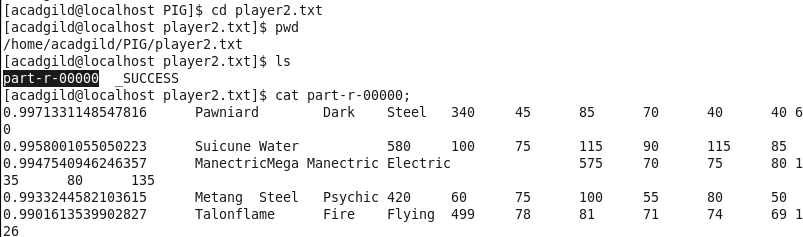 [acadgild@localhost PIG]$ cd player2.txt
[acadgild@localhost player2.txt]$ pwd
/home/acadgild/PIG/player2.txt
[acadgild@localhost player2.txt]$ ls
part-r-00000  _SUCCESS
[acadgild@localhost player2.txt]$ cat part-r-00000;
0.9971331148547816 Pawniard Dark Steel 340 45 85 70 40 40 6
0
0.9958001055050223 Suicune Water 580 100 75 115 90 115 85
0.9947540946246357 ManectricMega Manectric Electric 575 70 75 80 1
35 80 135
0.9933244582103615 Metang Steel Psychic 420 60 75 100 55 80 50
0.9901613539902827 Talonflame Fire Flying 499 78 81 71 74 69 1
26